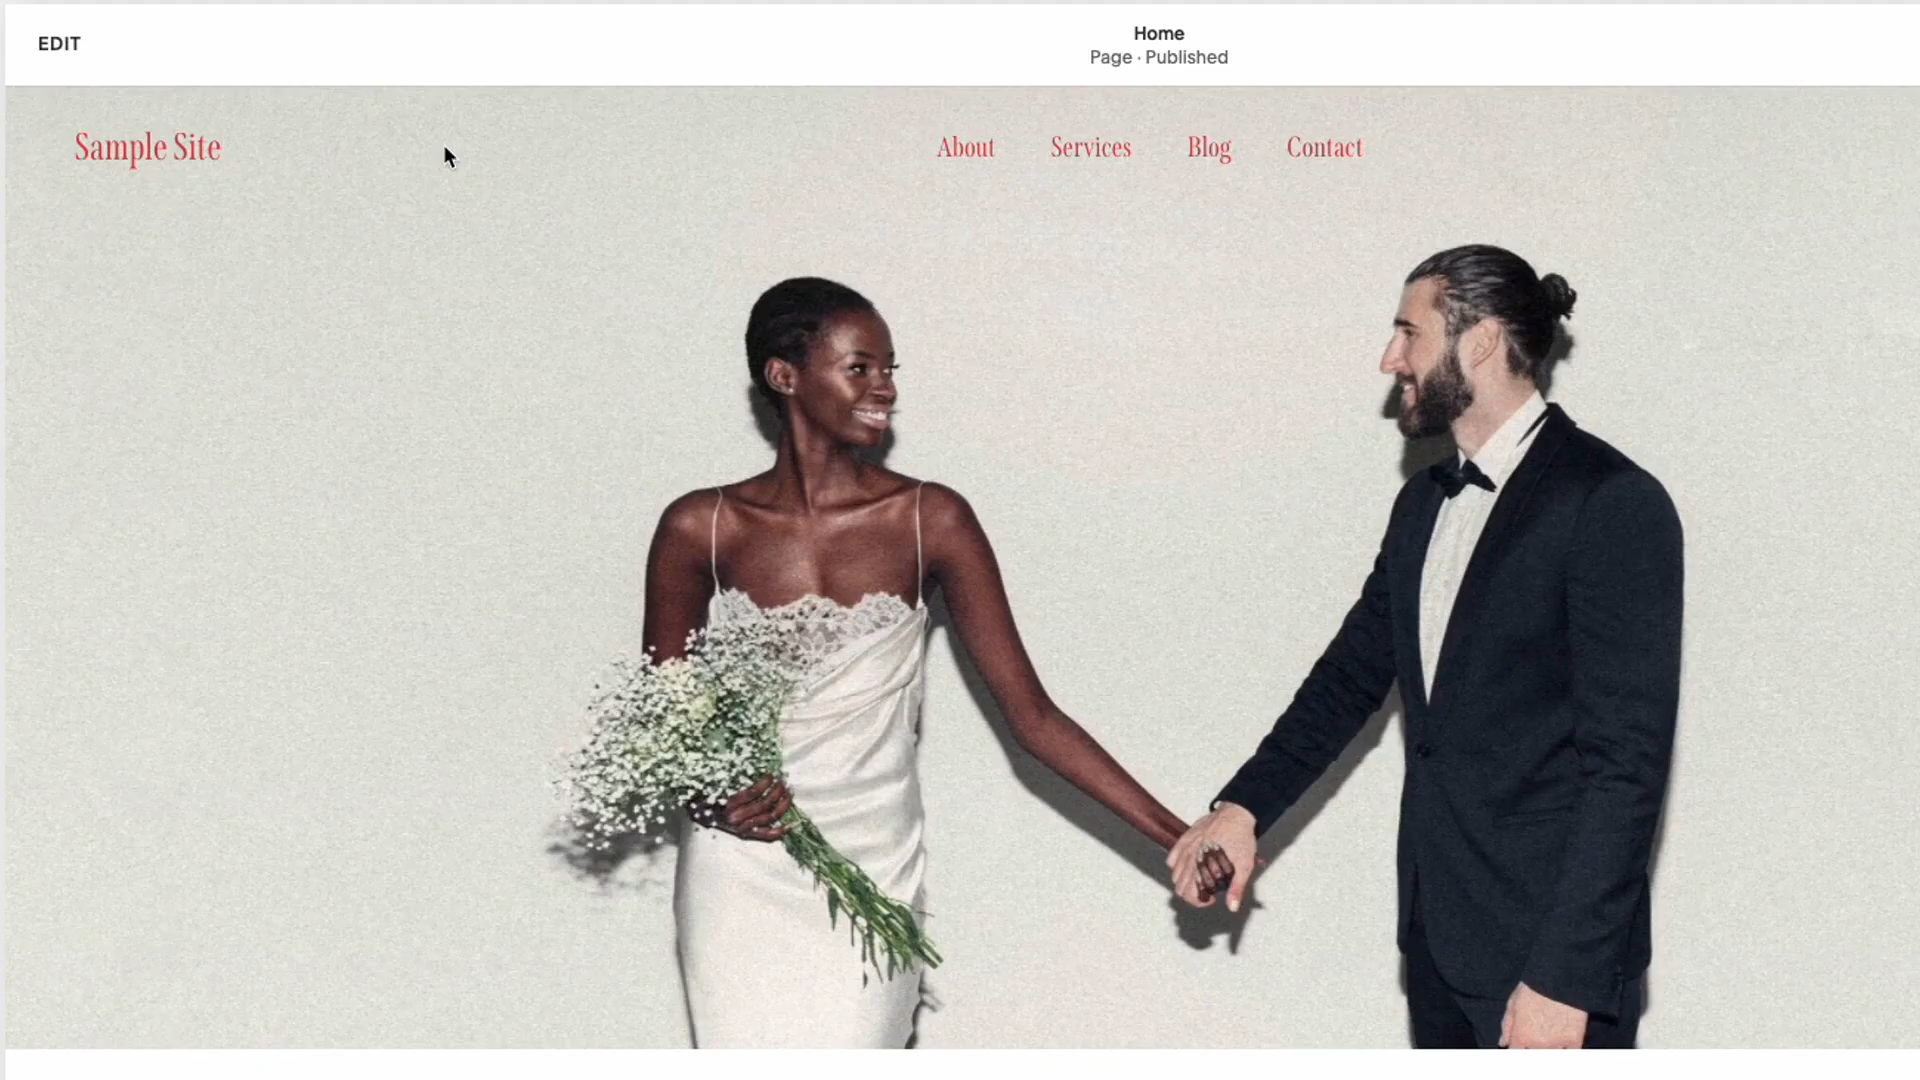 EDIT
Home
Page · Published
Sample Site
About Services Blog Contact